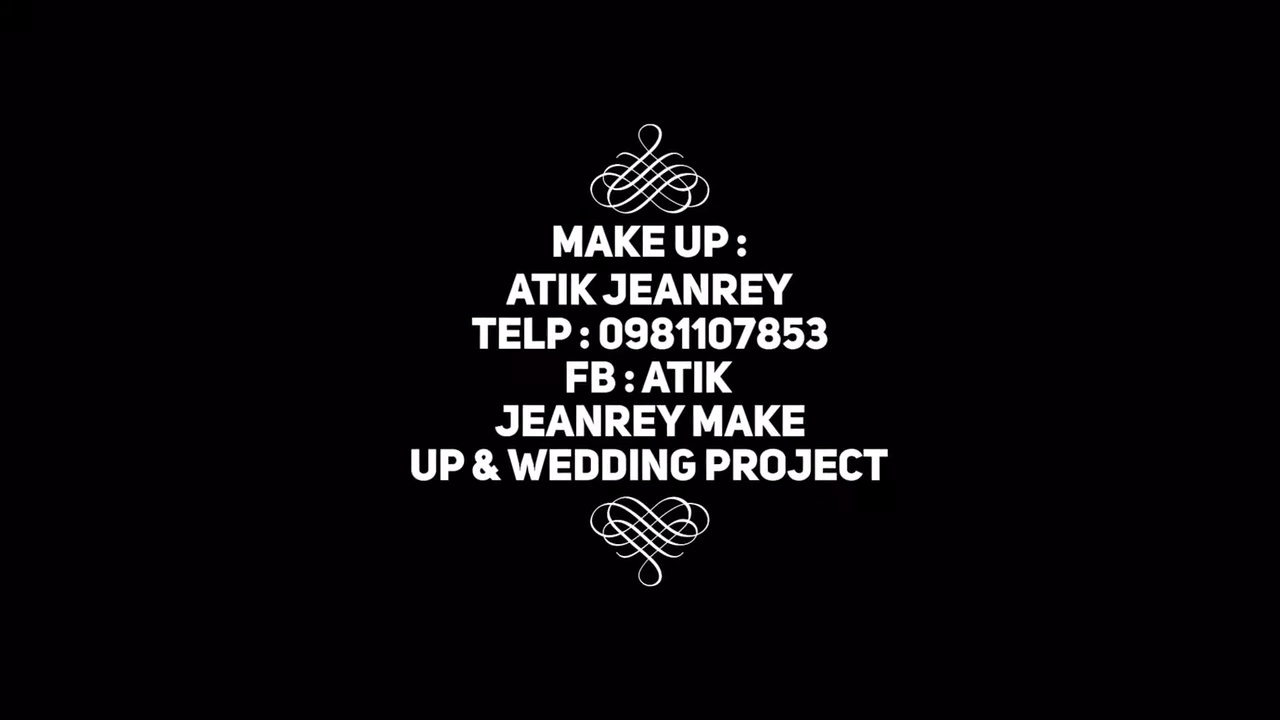 MAKE UP :
ATIK JEANREY
TELP : 0981107853
FB : ATIK
JEANREY MAKE
UP & WEDDING PROJECT